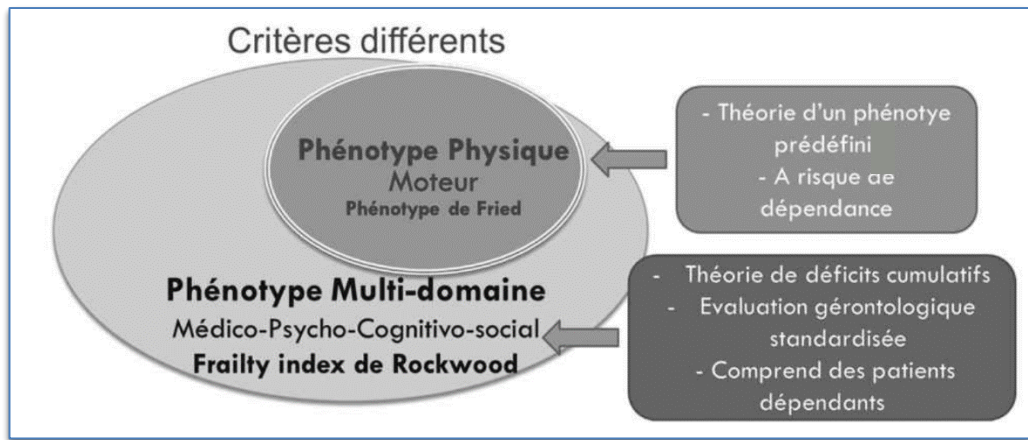 Critères différents
Phénotype Physique
Moteur
Phénotype de Fried
Phénotype Multi-domaine
Médico-Psycho-Cognitivo-social
Frailty index de Rockwood
- Théorie d'un phénotye
prédéfini
- A risque de
dépendance
- Théorie de déficits cumulatifs
- Evaluation gérontologique
standardisée
- Comprend des patients
dépendants